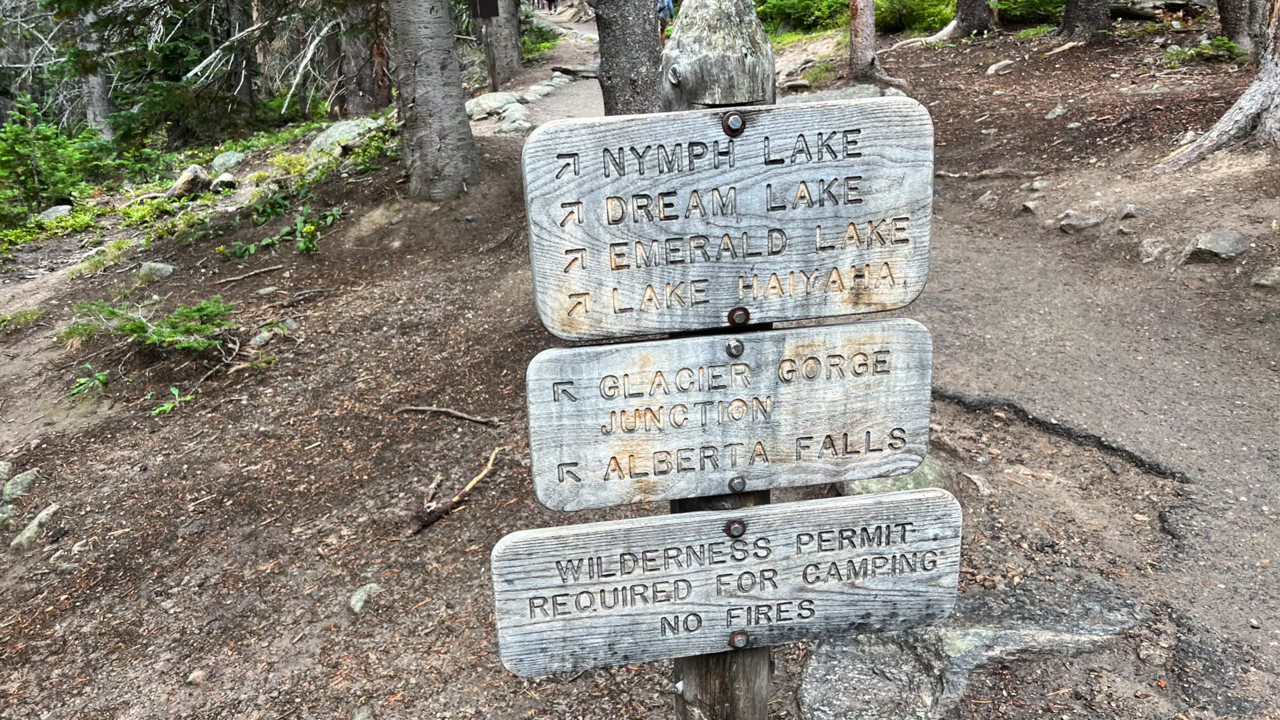 ↗ NYMPH LAKE
↗ DREAM LAKE
↗ EMERALD LAKE
↗ LAKE HAIYAHA
↖ GLACIER GORGE
JUNCTION
↖ ALBERTA FALLS
WILDERNESS PERMIT
REQUIRED FOR CAMPING
NO FIRES